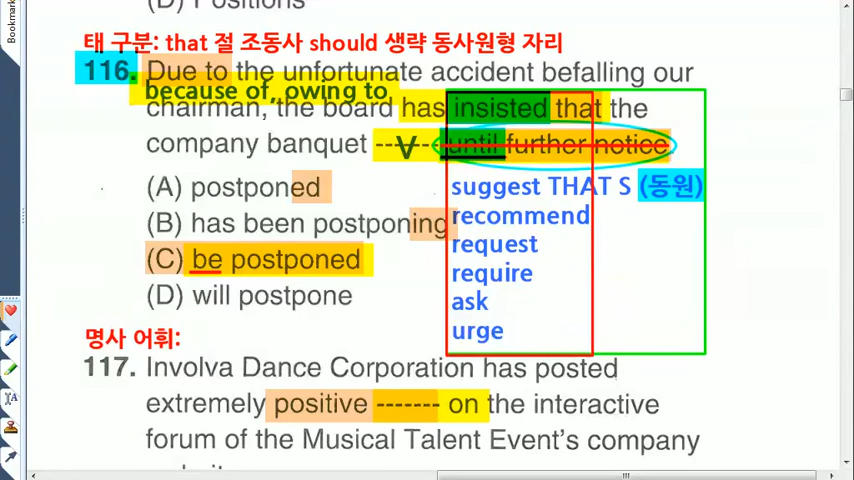 Bookmark
(D) Positions
태 구분: that 절 조동사 should 생략 동사원형 자리
116. Due to the unfortunate accident befalling our
because of, owing to
chairman, the board has insisted that the
company banquet ---V--- until further notice
(A) postponed
(B) has been postponing
(C) be postponed
(D) will postpone
suggest THAT S (동원)
recommend
request
require
ask
urge
명사 어휘:
117. Involva Dance Corporation has posted
extremely positive ------- on the interactive
forum of the Musical Talent Event's company